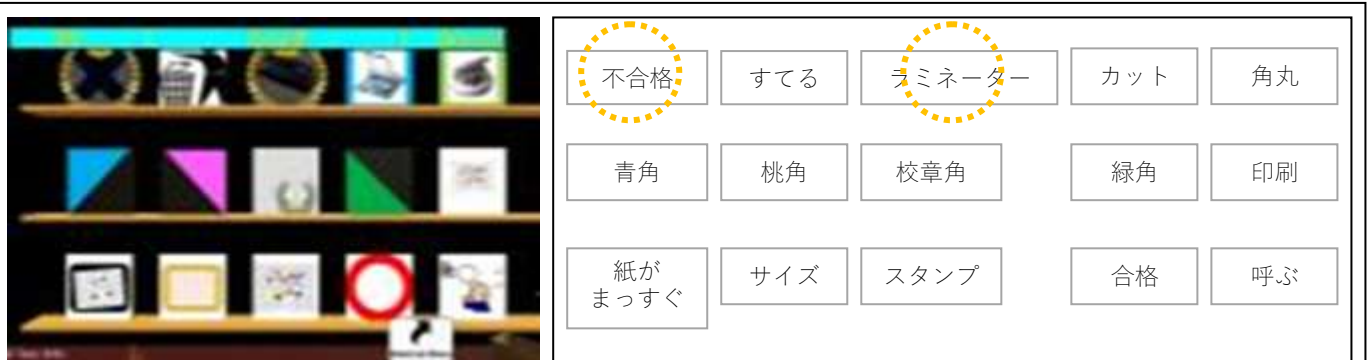 不合格 すてる ラミネーター カット 角丸
青角 桃角 校章角 緑角 印刷
紙が
まっすぐ サイズ スタンプ 合格 呼ぶ